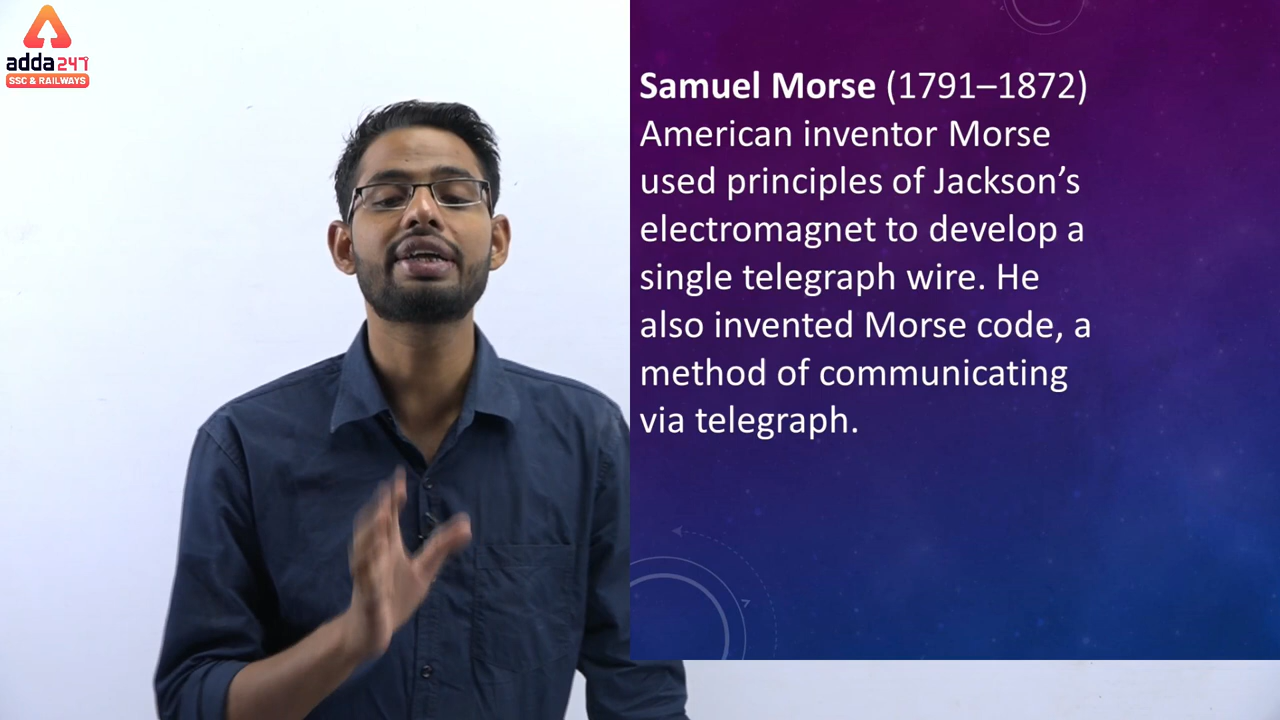 adda247
SSC & RAILWAYS
Samuel Morse (1791–1872)
American inventor Morse
used principles of Jackson’s
electromagnet to develop a
single telegraph wire. He
also invented Morse code, a
method of communicating
via telegraph.